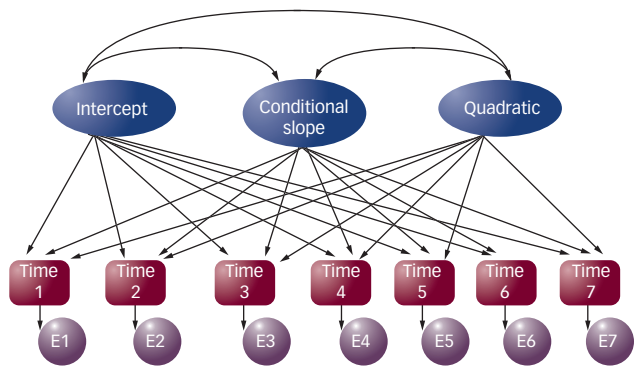 Intercept
Conditional
slope
Quadratic
Time
1
Time
2
Time
3
Time
4
Time
5
Time
6
Time
7
E1
E2
E3
E4
E5
E6
E7